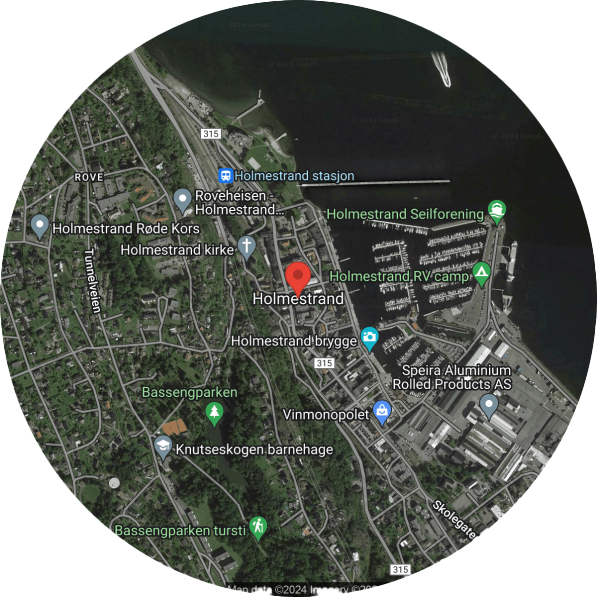 315
Holmestrand stasjon
ROVE
Roveheisen -
Holmestrand...
Holmestrand Seilforening
Holmestrand Røde Kors
Holmestrand kirke
Tunnelveien
Holmestrand RV camp
Holmestrand
Holmestrand brygge
315
Speira Aluminium
Rolled Products AS
Bassengparken
Vinmonopolet
Knutseskogen barnehage
Skolegate
Bassengparken tursti
315
Map data ©2024 Imagery ©20